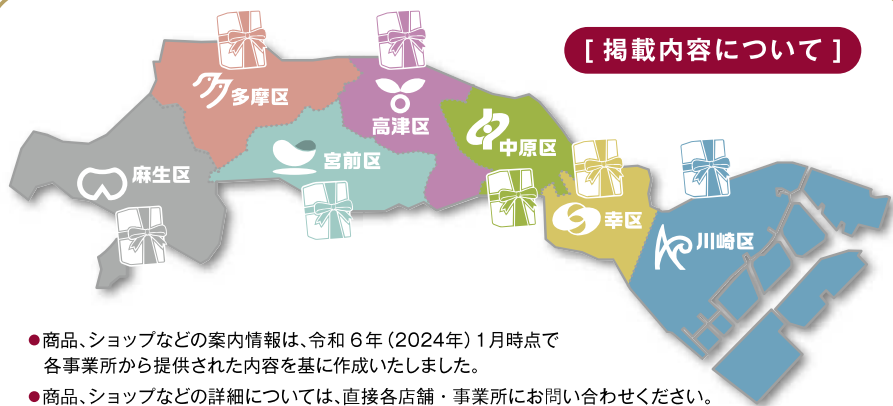 [ 掲載内容について ]
多摩区
高津区
中原区
宮前区
麻生区
幸区
川崎区
●商品、ショップなどの案内情報は、令和6年(2024年)1月時点で
各事業所から提供された内容を基に作成いたしました。
●商品、ショップなどの詳細については、直接各店舗・事業所にお問い合わせください。